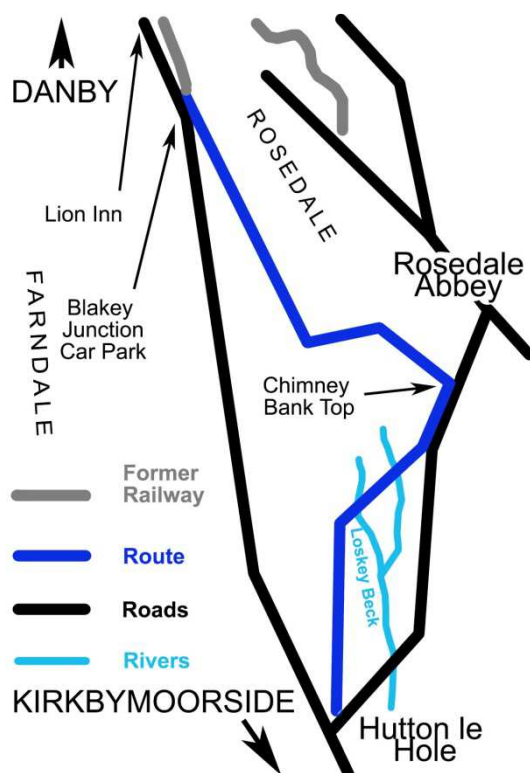 DANBY
ROSEDALE
Lion Inn
Rosedale
Abbey
FARNDALE
Blakey
Junction
Car Park
Chimney
Bank Top
Former
Railway
Route
Loskey Beck
Roads
Rivers
KIRKBYMOORSIDE
Hutton le
Hole